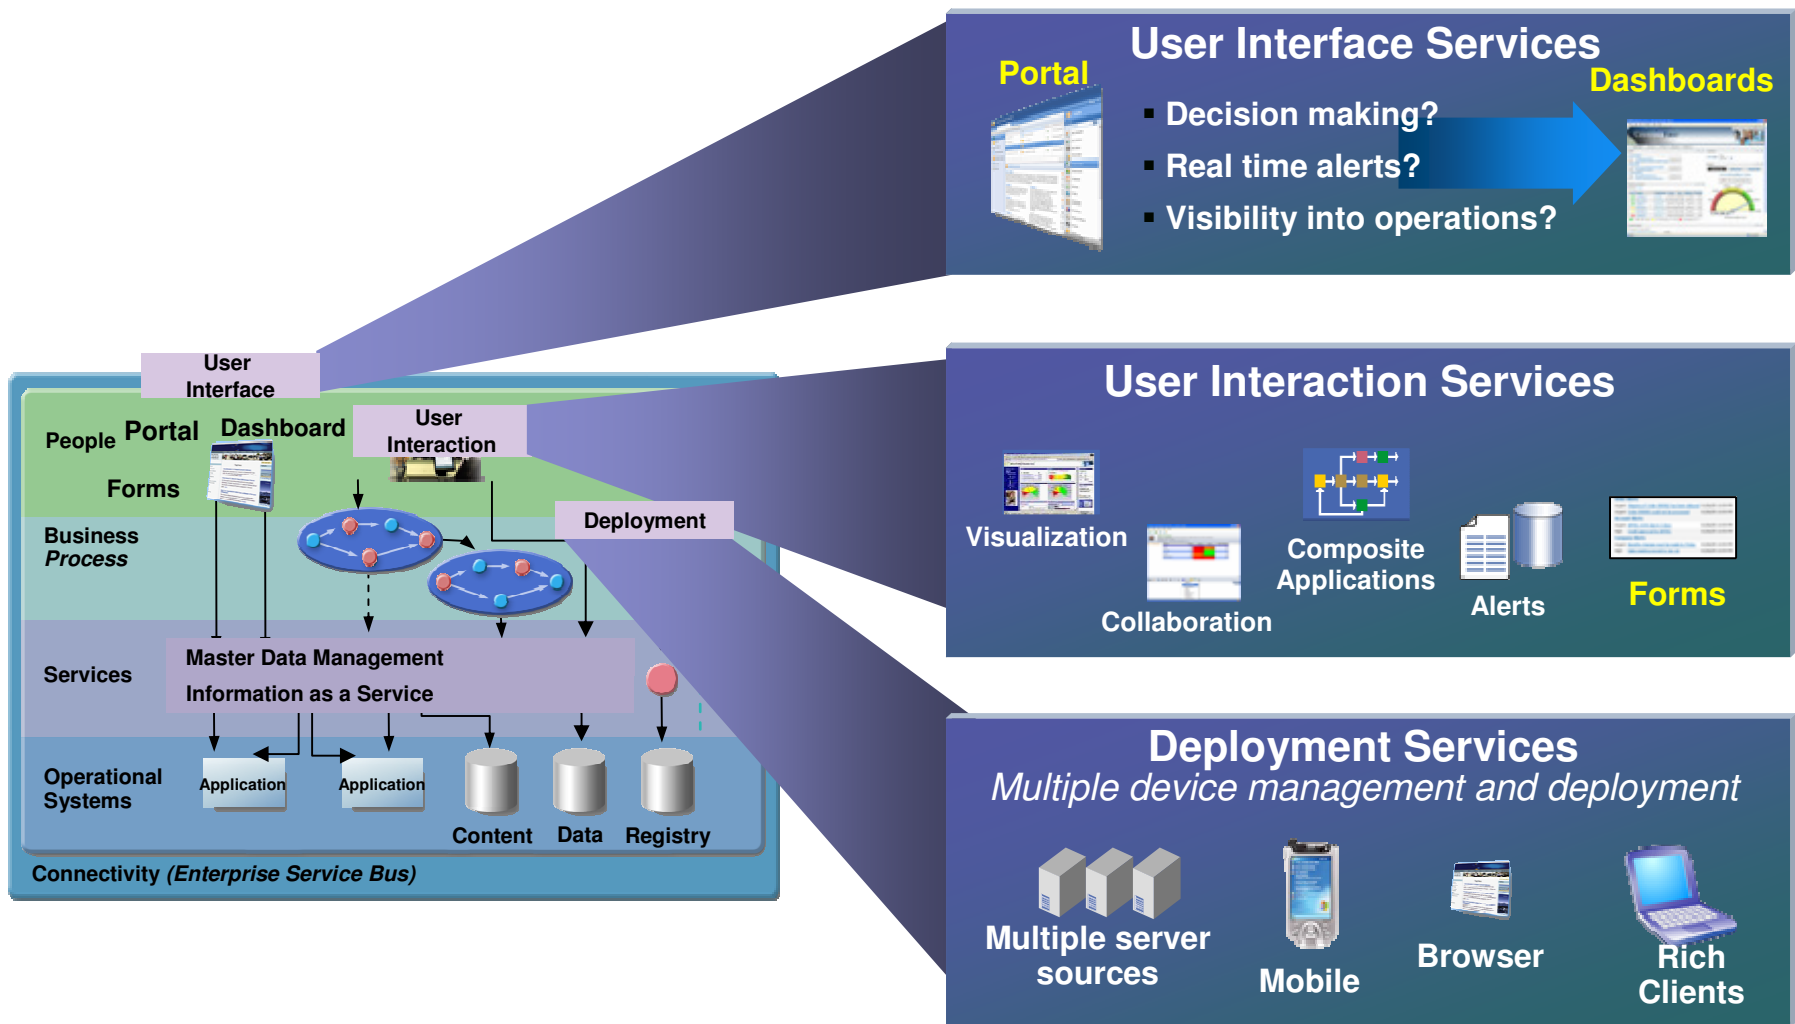 User Interface Services
Portal
Dashboards
▪ Decision making?
▪ Real time alerts?
▪ Visibility into operations?
User
Interface
User
Interaction
People
Portal
Dashboard
Forms
Deployment
Business
Process
Services
Master Data Management
Information as a Service
Operational
Systems
Application
Application
Content
Data
Registry
Connectivity (Enterprise Service Bus)
User Interaction Services
Visualization
Collaboration
Composite
Applications
Alerts
Forms
Deployment Services
Multiple device management and deployment
Multiple server
sources
Mobile
Browser
Rich
Clients